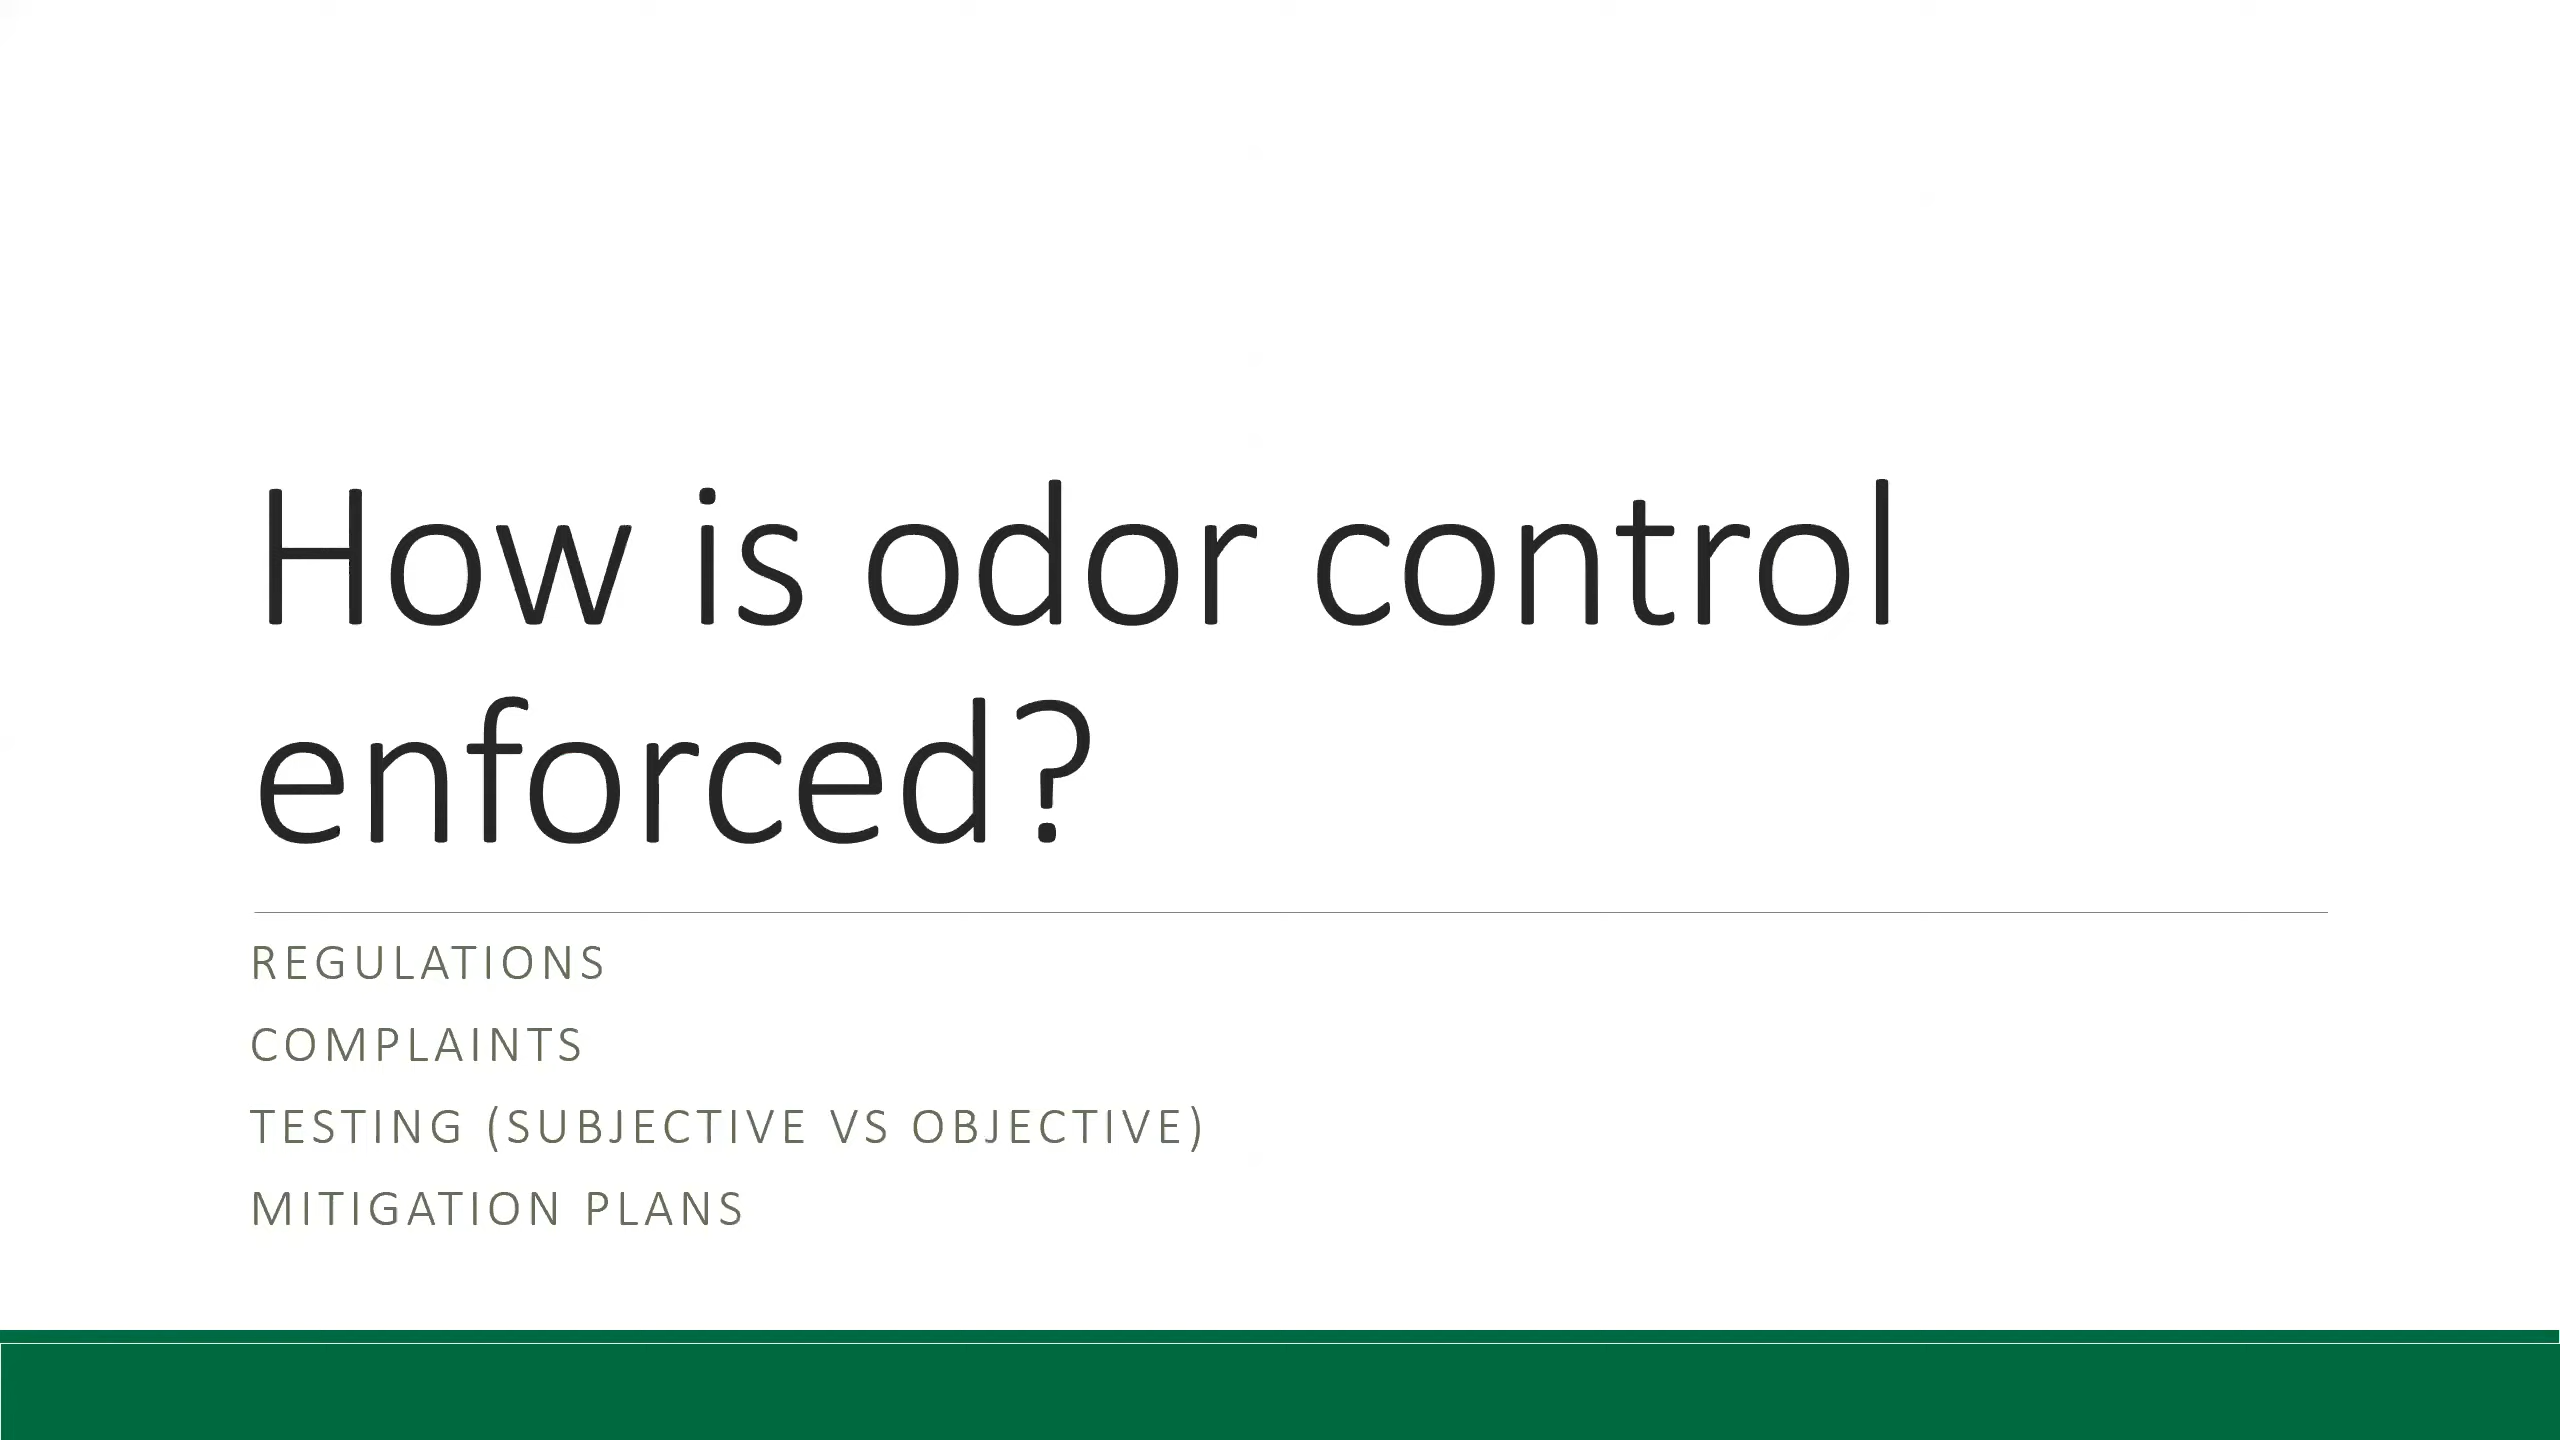 How is odor control
enforced?
REGULATIONS
COMPLAINTS
TESTING (SUBJECTIVE VS OBJECTIVE)
MITIGATION PLANS